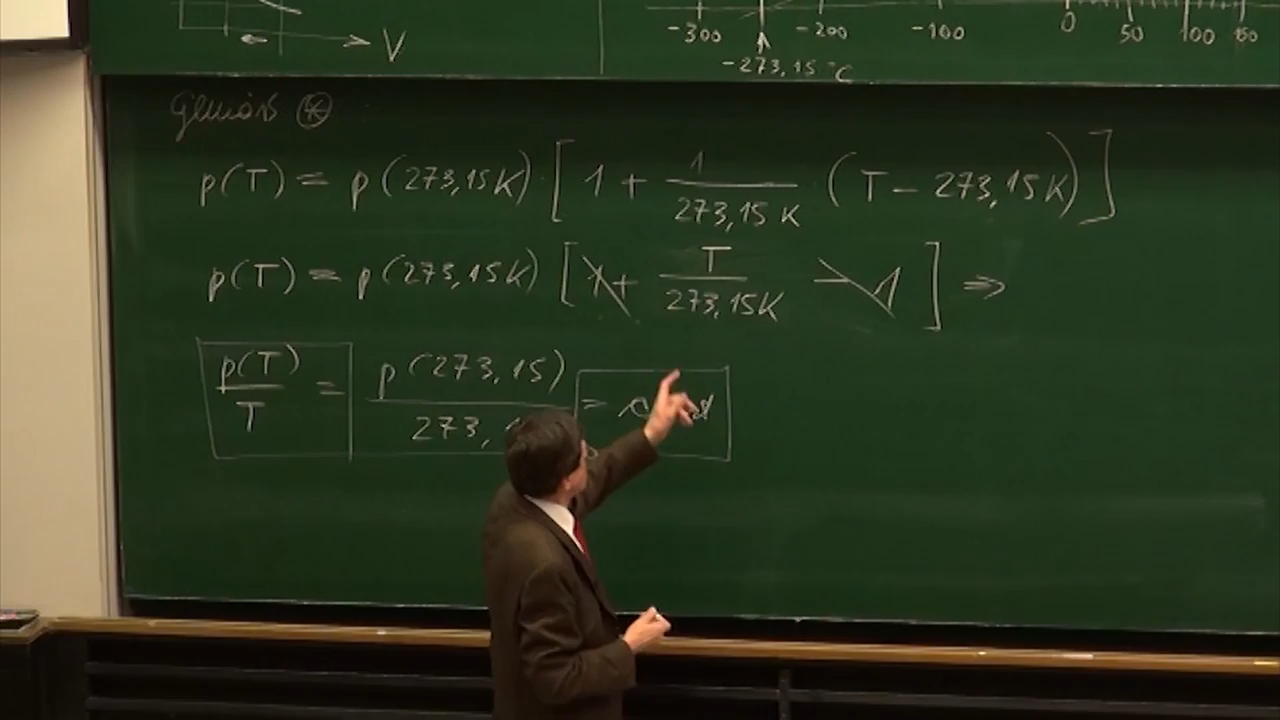 V
-300 -200 -100 0 50 100 150
-273,15 °C
Gemäß (*)
p(T) = p(273,15K) · [ 1 + 1/273,15 K · (T - 273,15K) ]
p(T) = p(273,15K) [ 1 + T/273,15K - 1 ] ⇒
p(T)/T = p(273,15)/273, =